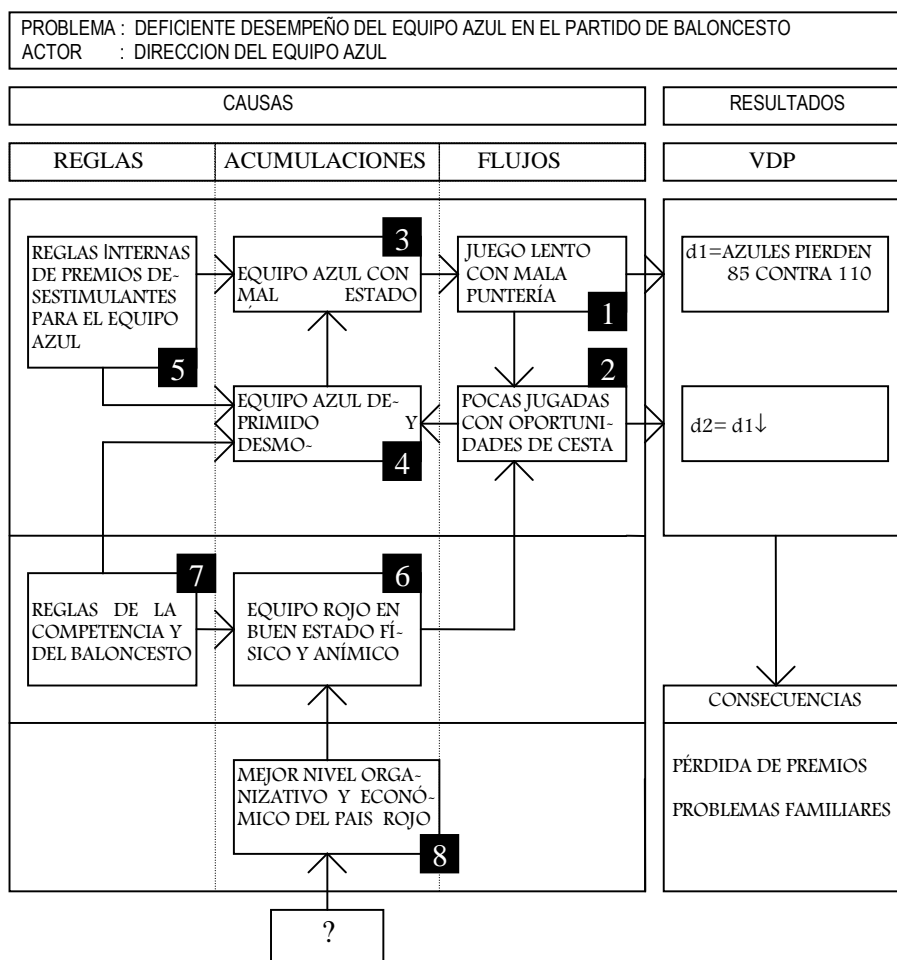 PROBLEMA : DEFICIENTE DESEMPEÑO DEL EQUIPO AZUL EN EL PARTIDO DE BALONCESTO
ACTOR : DIRECCION DEL EQUIPO AZUL
CAUSAS
RESULTADOS
REGLAS
ACUMULACIONES
FLUJOS
VDP
REGLAS INTERNAS
DE PREMIOS DE-
SESTIMULANTES
PARA EL EQUIPO
AZUL
5
3
EQUIPO AZUL CON
MAL ESTADO
JUEGO LENTO
CON MALA
PUNTERÍA
1
d1=AZULES PIERDEN
85 CONTRA 110
EQUIPO AZUL DE-
PRIMIDO Y
DESMO-
4
2
POCAS JUGADAS
CON OPORTUNI-
DADES DE CESTA
d2= d1↓
7
REGLAS DE LA
COMPETENCIA Y
DEL BALONCESTO
6
EQUIPO ROJO EN
BUEN ESTADO FÍ-
SICO Y ANÍMICO
CONSECUENCIAS
PÉRDIDA DE PREMIOS
PROBLEMAS FAMILIARES
MEJOR NIVEL ORGA-
NIZATIVO Y ECONÓ-
MICO DEL PAIS ROJO
8
?